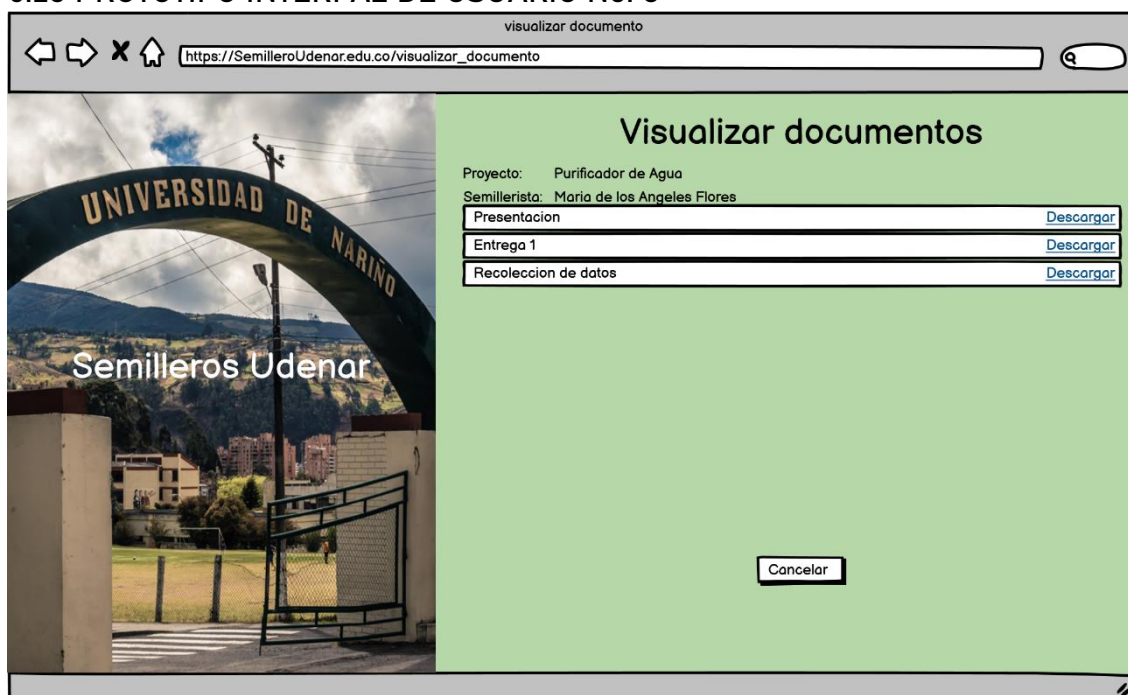 visualizar documento
https://SemilleroUdenar.edu.co/visualizar_documento
UNIVERSIDAD DE NARIÑO
Semilleros Udenar
Visualizar documentos
Proyecto: Purificador de Agua
Semillerista: Maria de los Angeles Flores
Presentacion Descargar
Entrega 1 Descargar
Recoleccion de datos Descargar
Cancelar